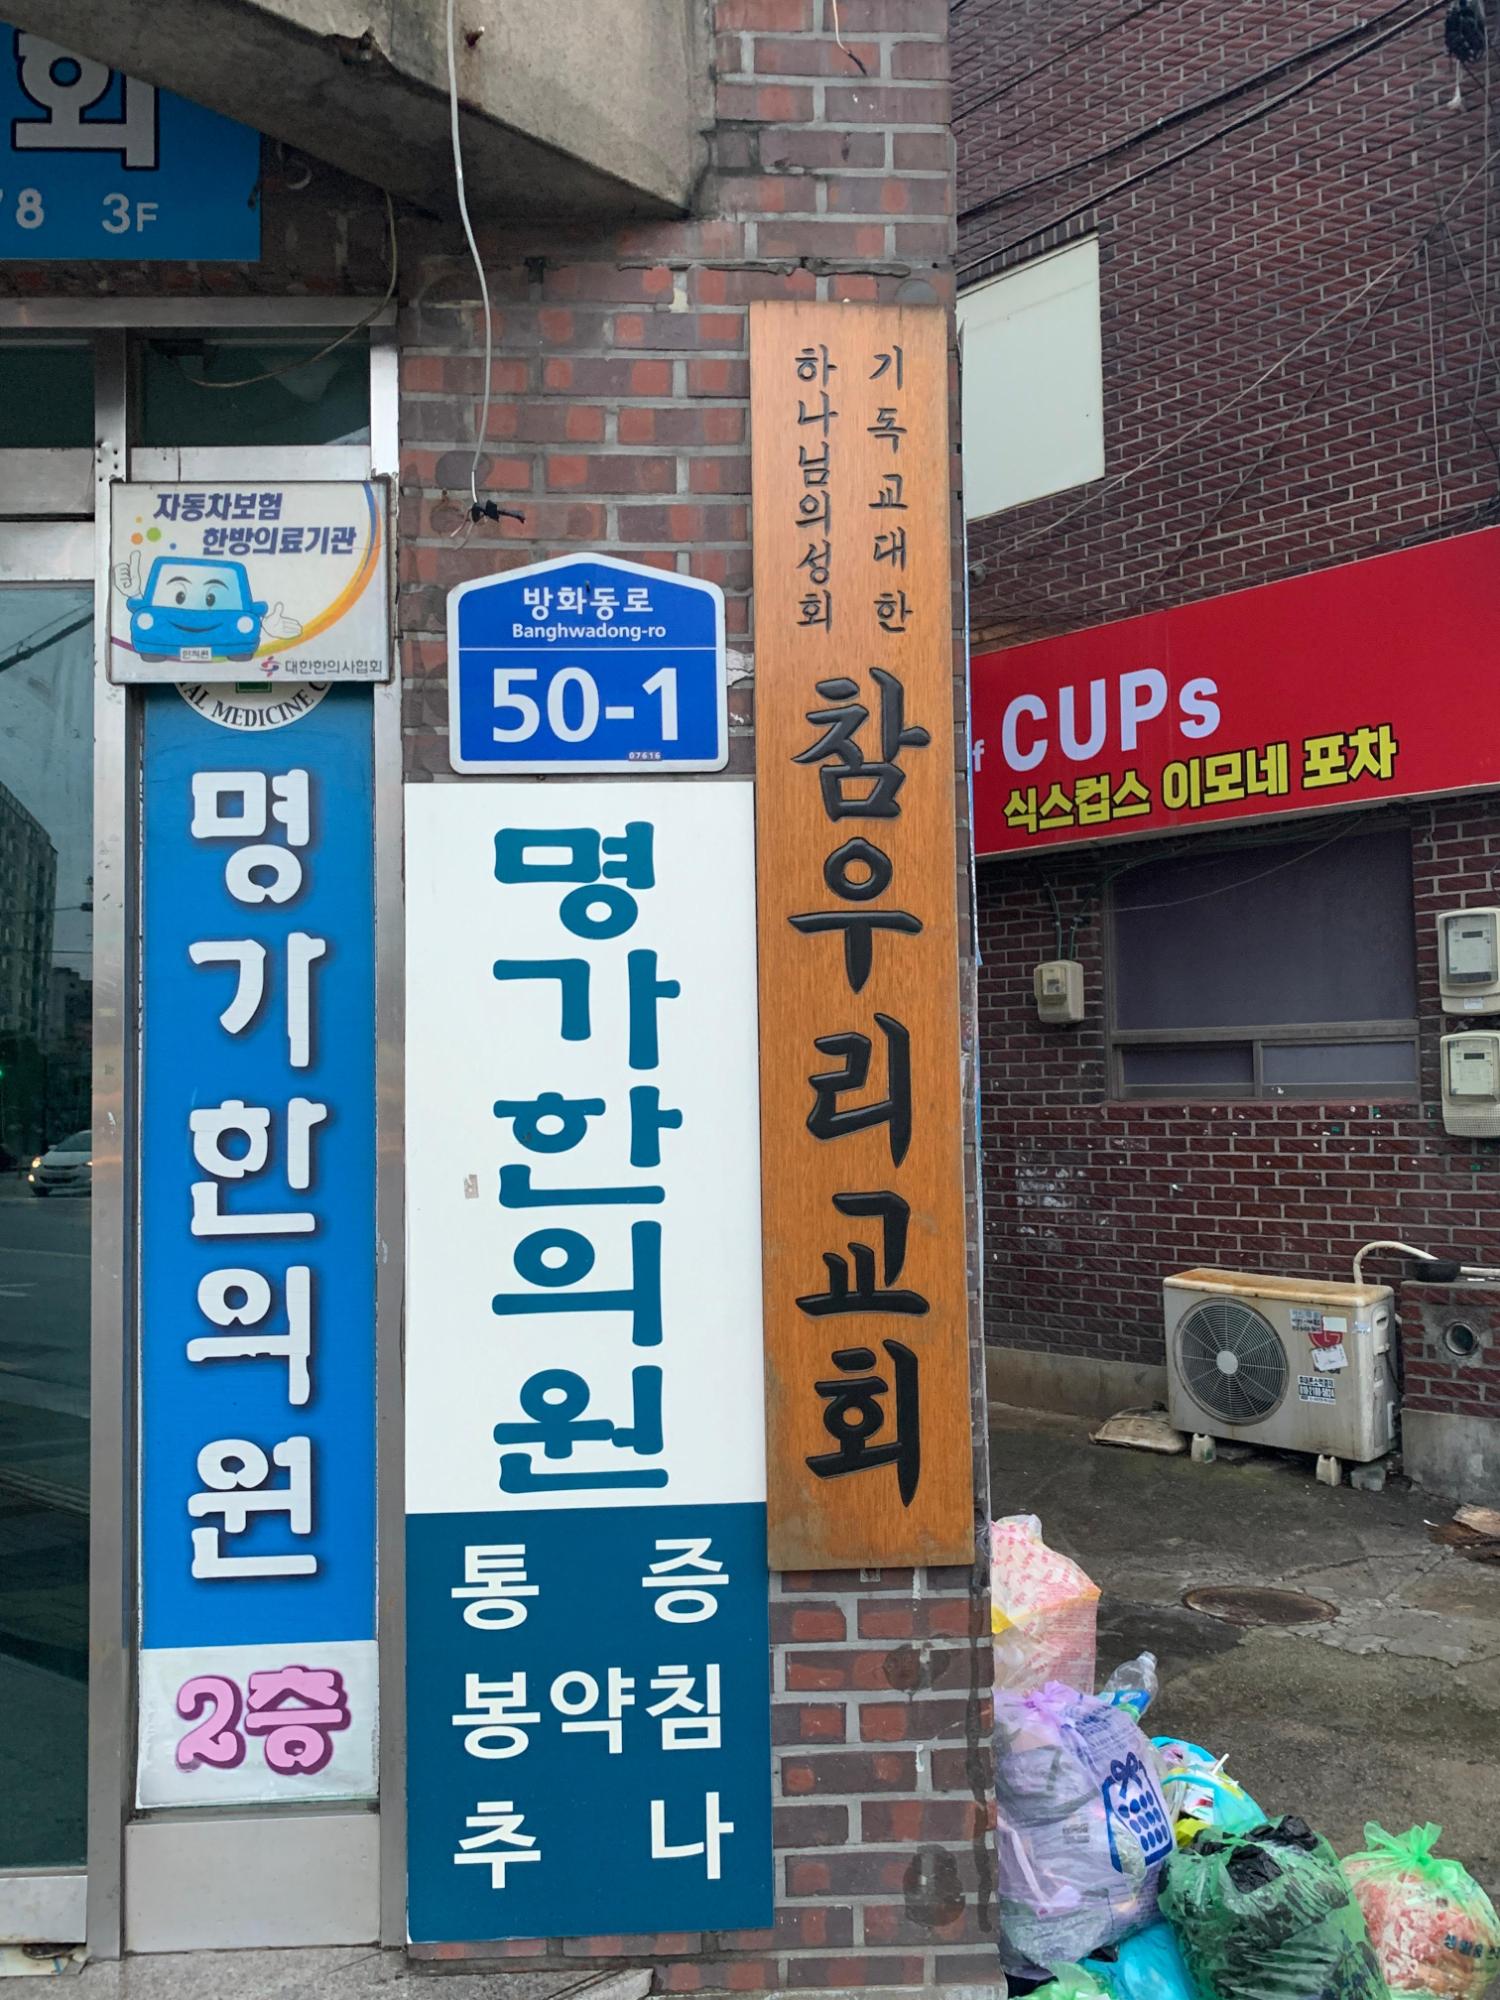 회
78 3F
자동차보험
한방의료기관
대한한의사협회
MEDICINE
명가한의원
2층
방화동로
Banghwadong-ro
50-1
07616
명가한의원
통증
봉약침
추나
기독교대한
하나님의성회
참우리교회
f CUPs
식스컵스 이모네 포차